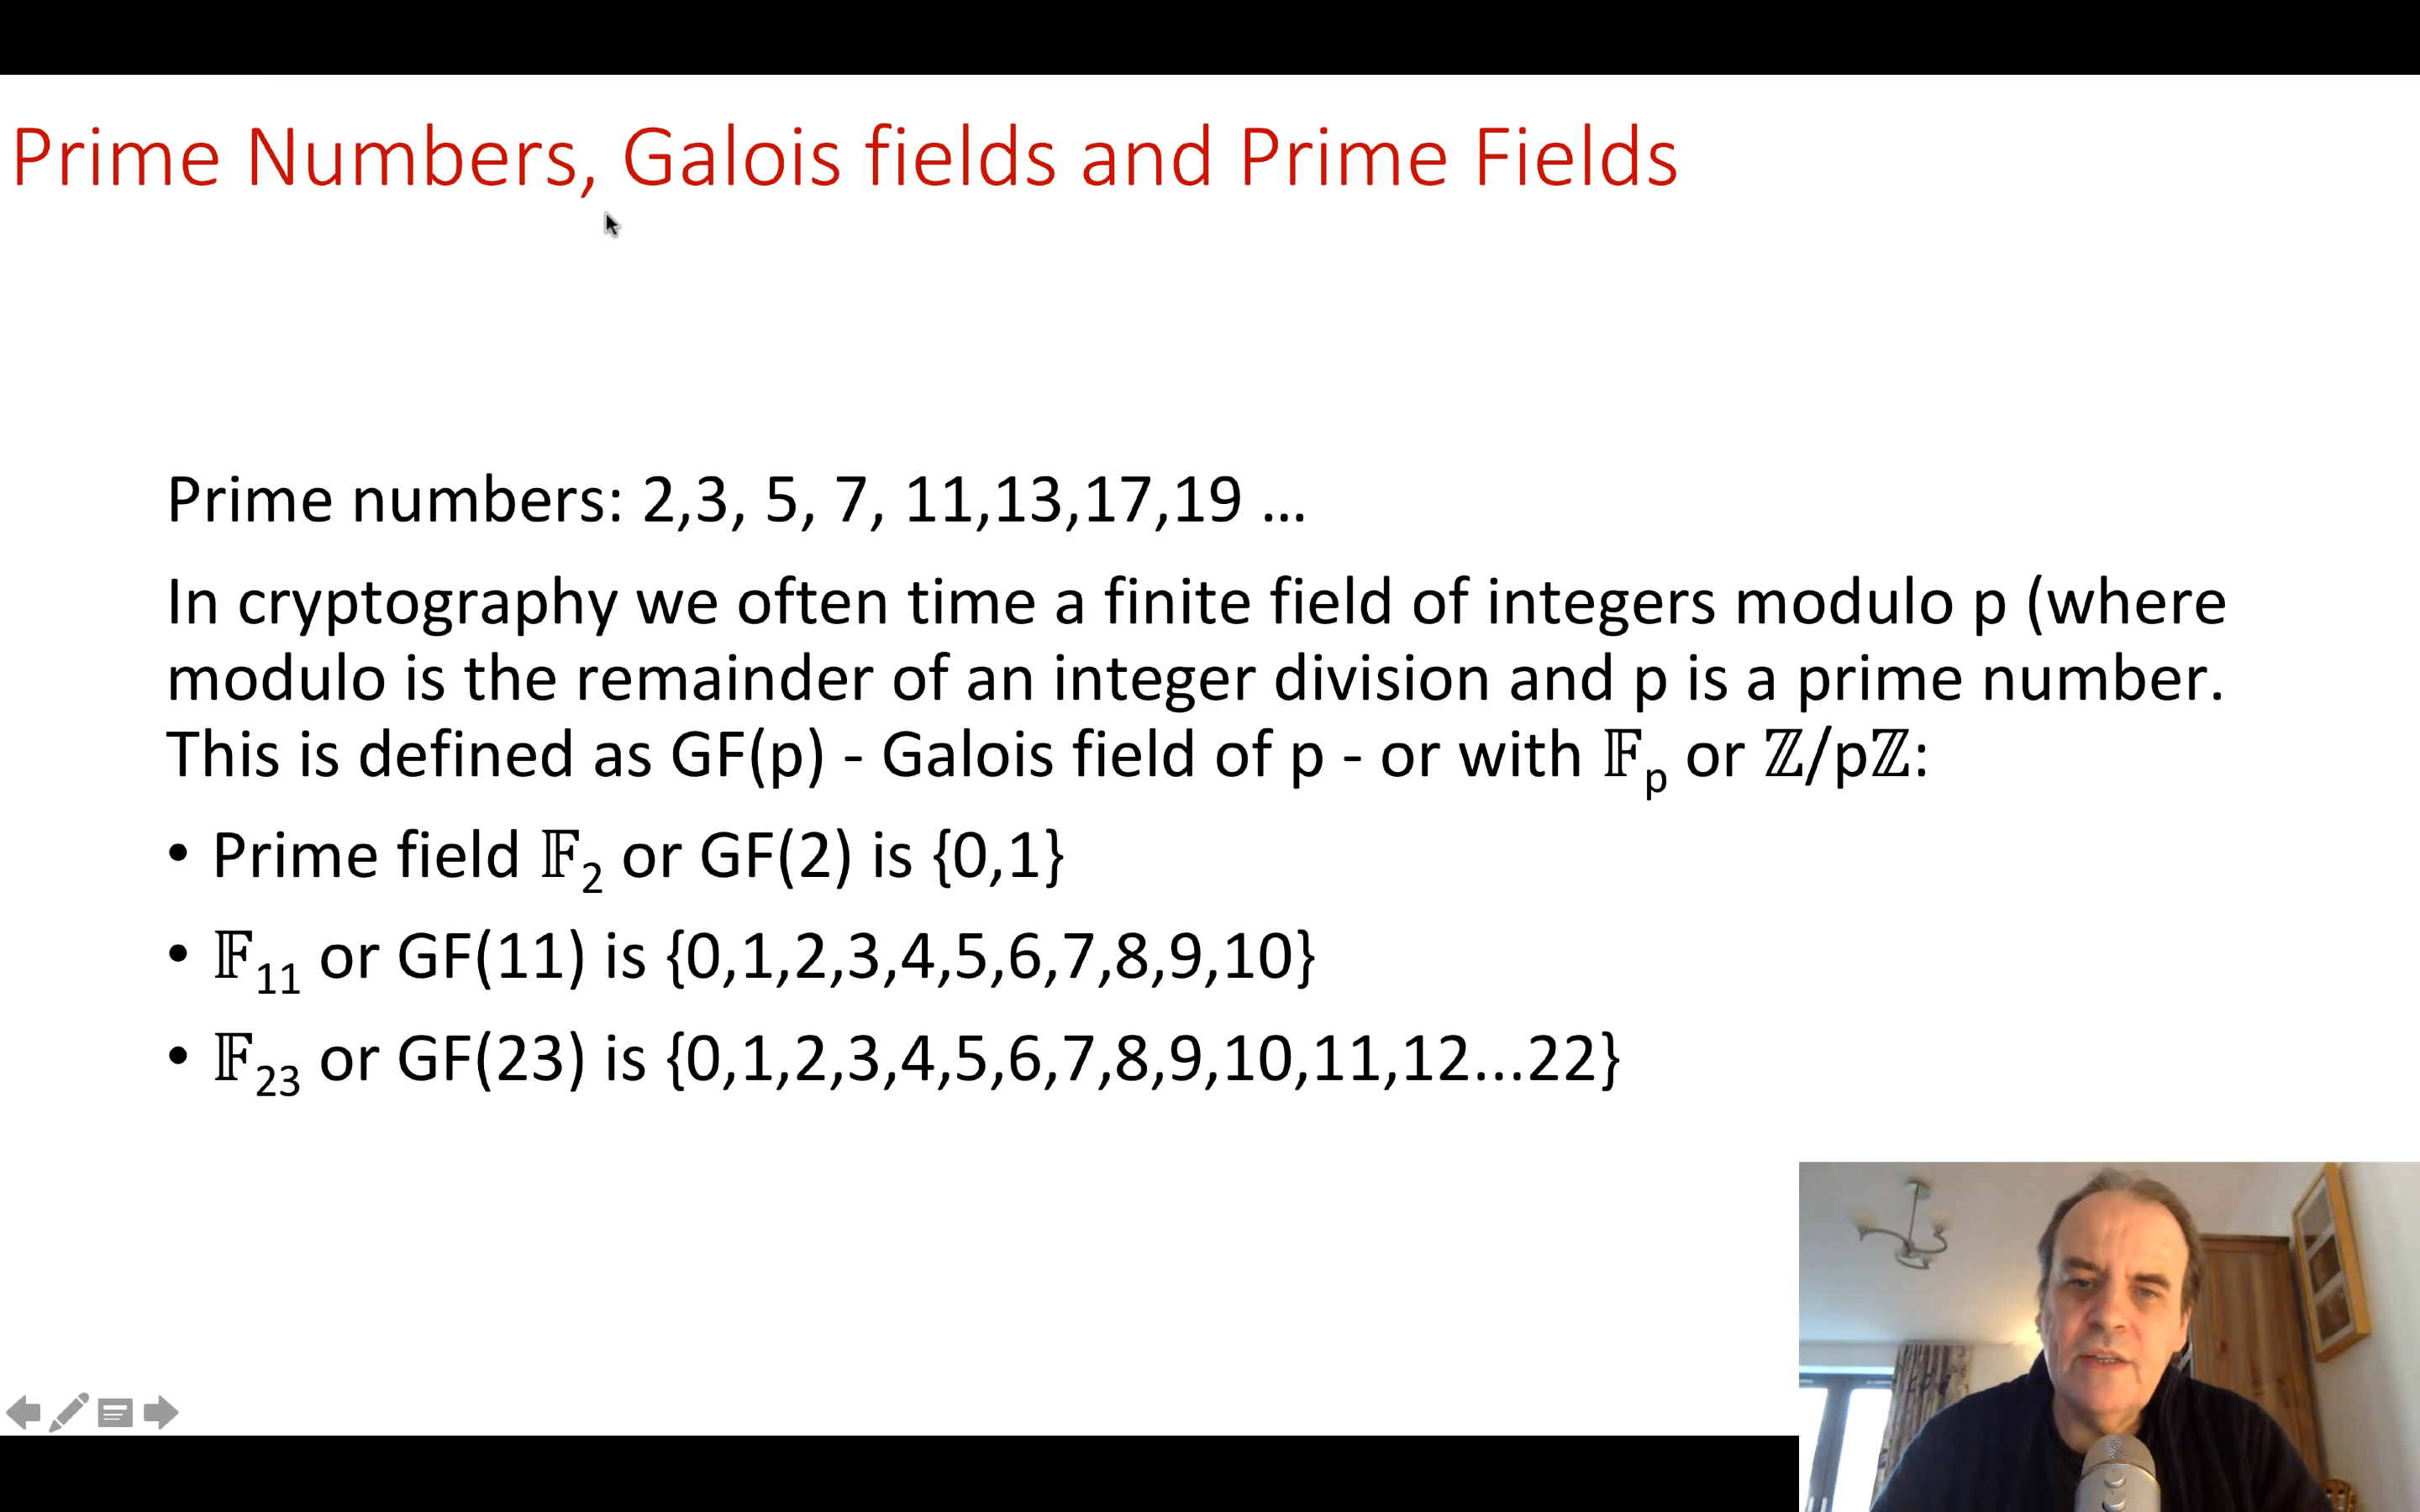 Prime Numbers, Galois fields and Prime Fields
Prime numbers: 2,3, 5, 7, 11,13,17,19 ...
In cryptography we often time a finite field of integers modulo p (where
modulo is the remainder of an integer division and p is a prime number.
This is defined as GF(p) - Galois field of p - or with 𝔽p or ℤ/pℤ:
• Prime field 𝔽2 or GF(2) is {0,1}
• 𝔽11 or GF(11) is {0,1,2,3,4,5,6,7,8,9,10}
• 𝔽23 or GF(23) is {0,1,2,3,4,5,6,7,8,9,10,11,12...22}